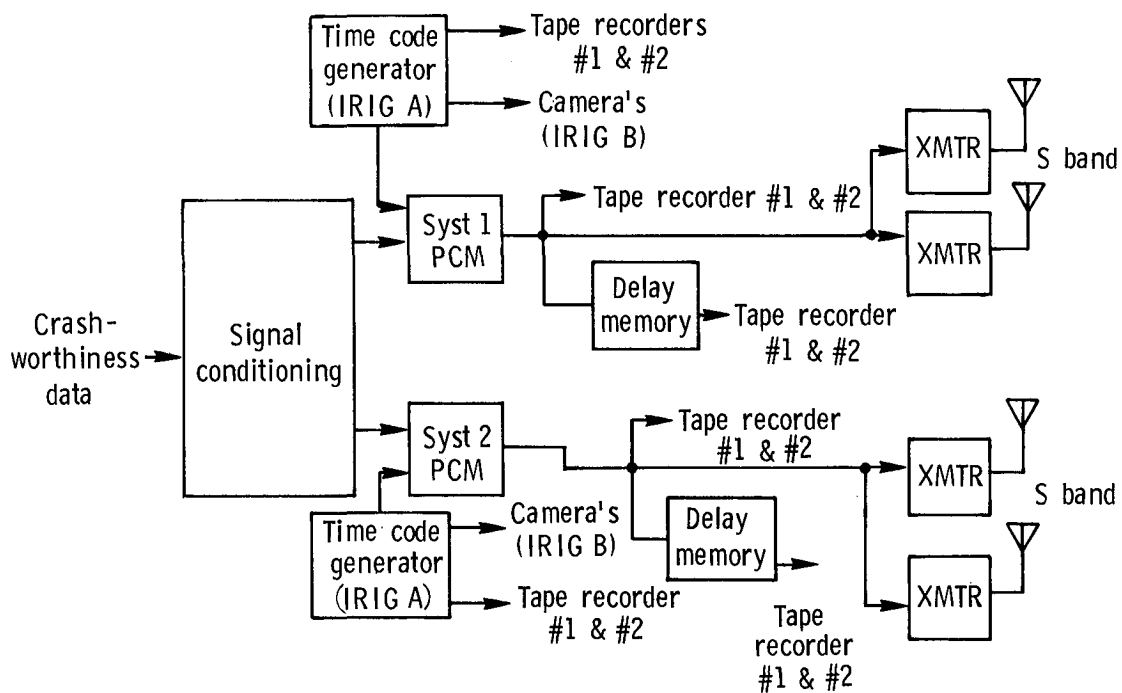 Time code
generator
(IRIG A)
Tape recorders
#1 & #2
Camera's
(IRIG B)
XMTR
S band
XMTR
Tape recorder #1 & #2
Syst 1
PCM
Delay
memory
Tape recorder
#1 & #2
Crash-
worthiness
data
Signal
conditioning
Syst 2
PCM
Tape recorder
#1 & #2
XMTR
S band
Time code
generator
(IRIG A)
Camera's
(IRIG B)
Delay
memory
XMTR
Tape recorder
#1 & #2
Tape
recorder
#1 & #2